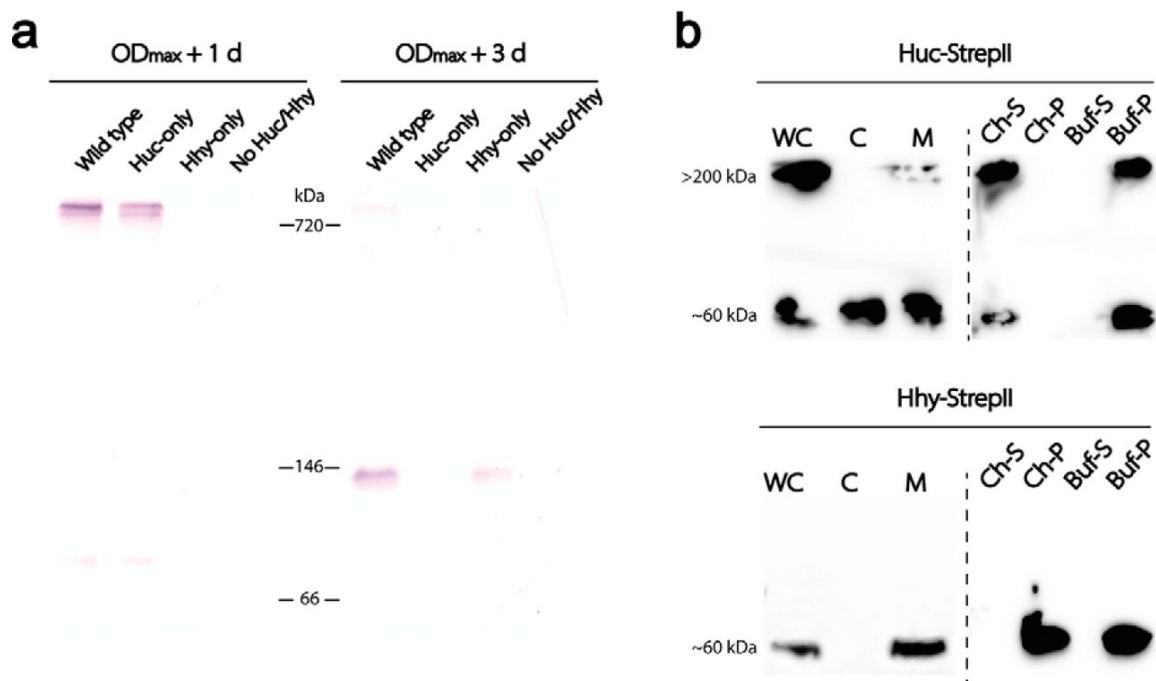 a
ODmax + 1 d
ODmax + 3 d
Wild type
Huc-only
Hhy-only
No Huc/Hhy
Wild type
Huc-only
Hhy-only
No Huc/Hhy
kDa
720
146
66
b
Huc-StrepII
WC C M Ch-S Ch-P Buf-S Buf-P
>200 kDa
~60 kDa
Hhy-StrepII
WC C M Ch-S Ch-P Buf-S Buf-P
~60 kDa